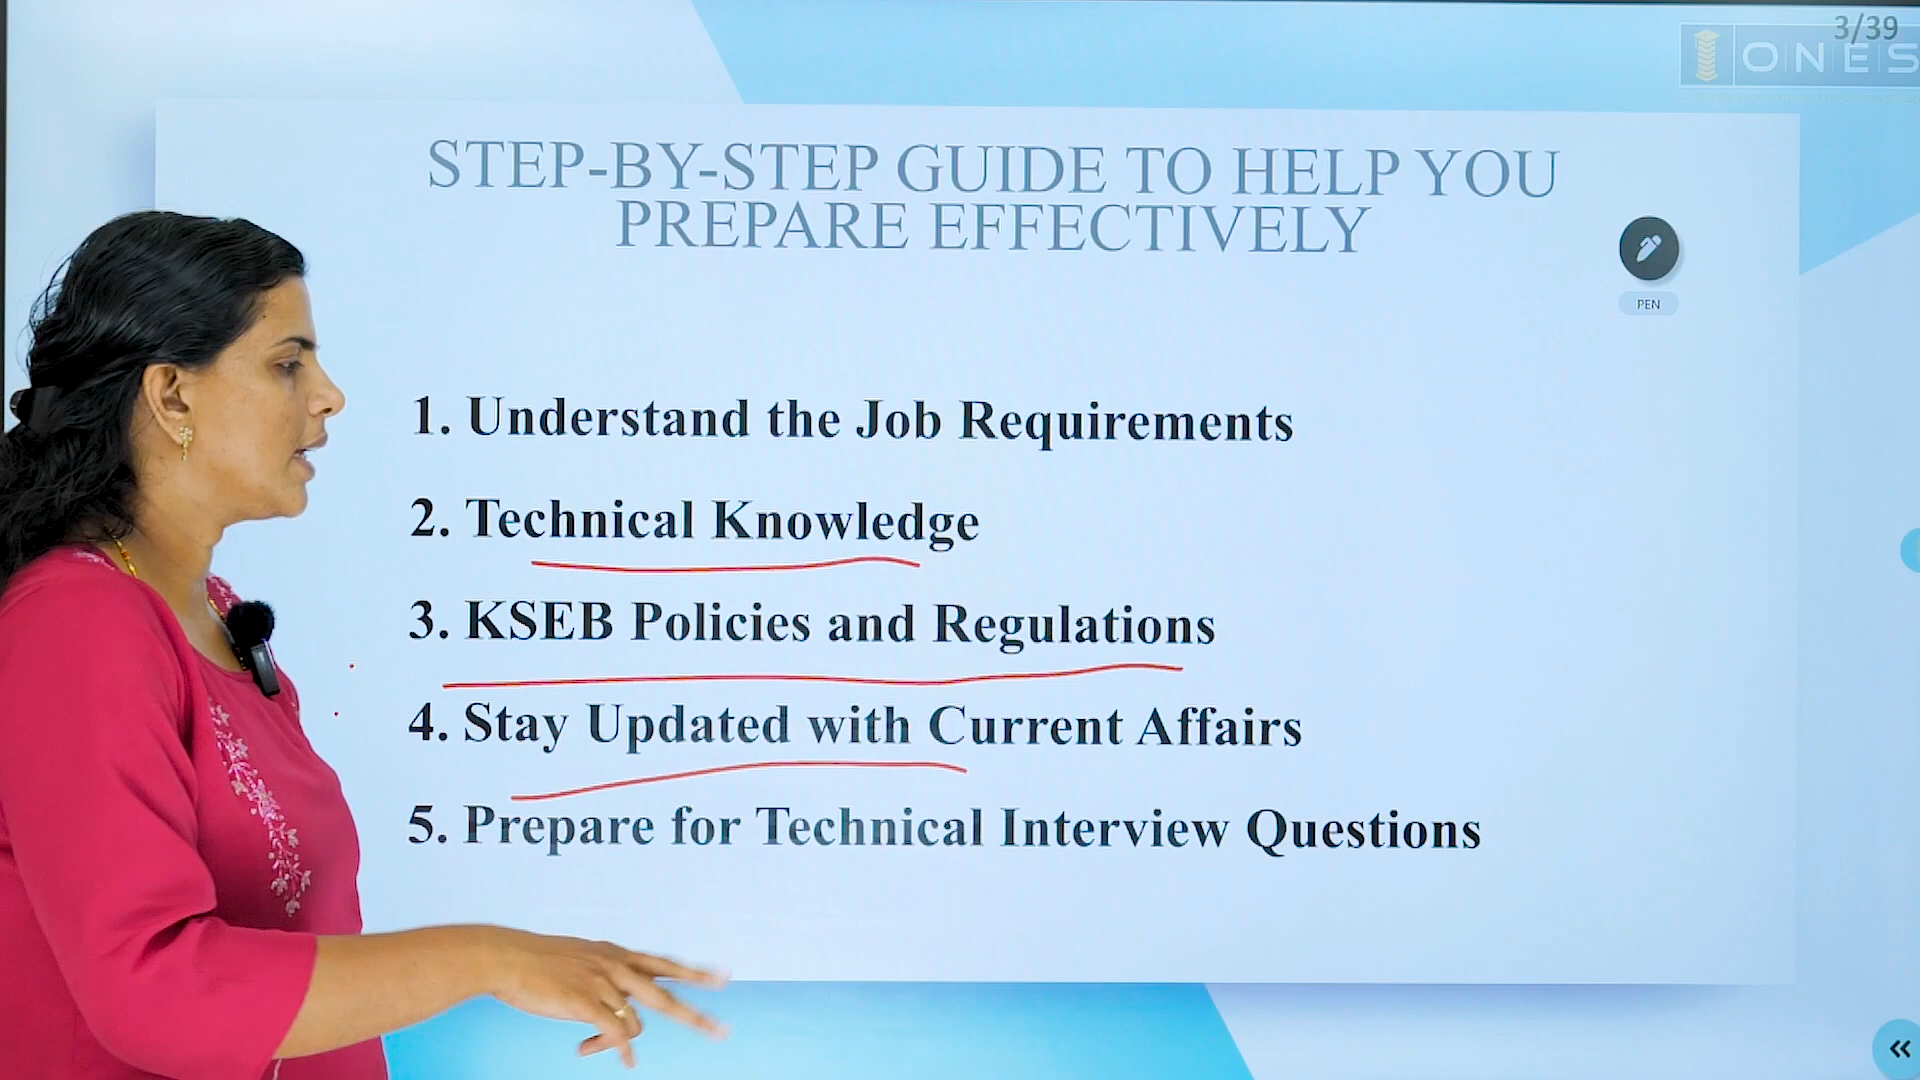 3/39
ONES
STEP-BY-STEP GUIDE TO HELP YOU
PREPARE EFFECTIVELY
PEN
1. Understand the Job Requirements
2. Technical Knowledge
3. KSEB Policies and Regulations
4. Stay Updated with Current Affairs
5. Prepare for Technical Interview Questions